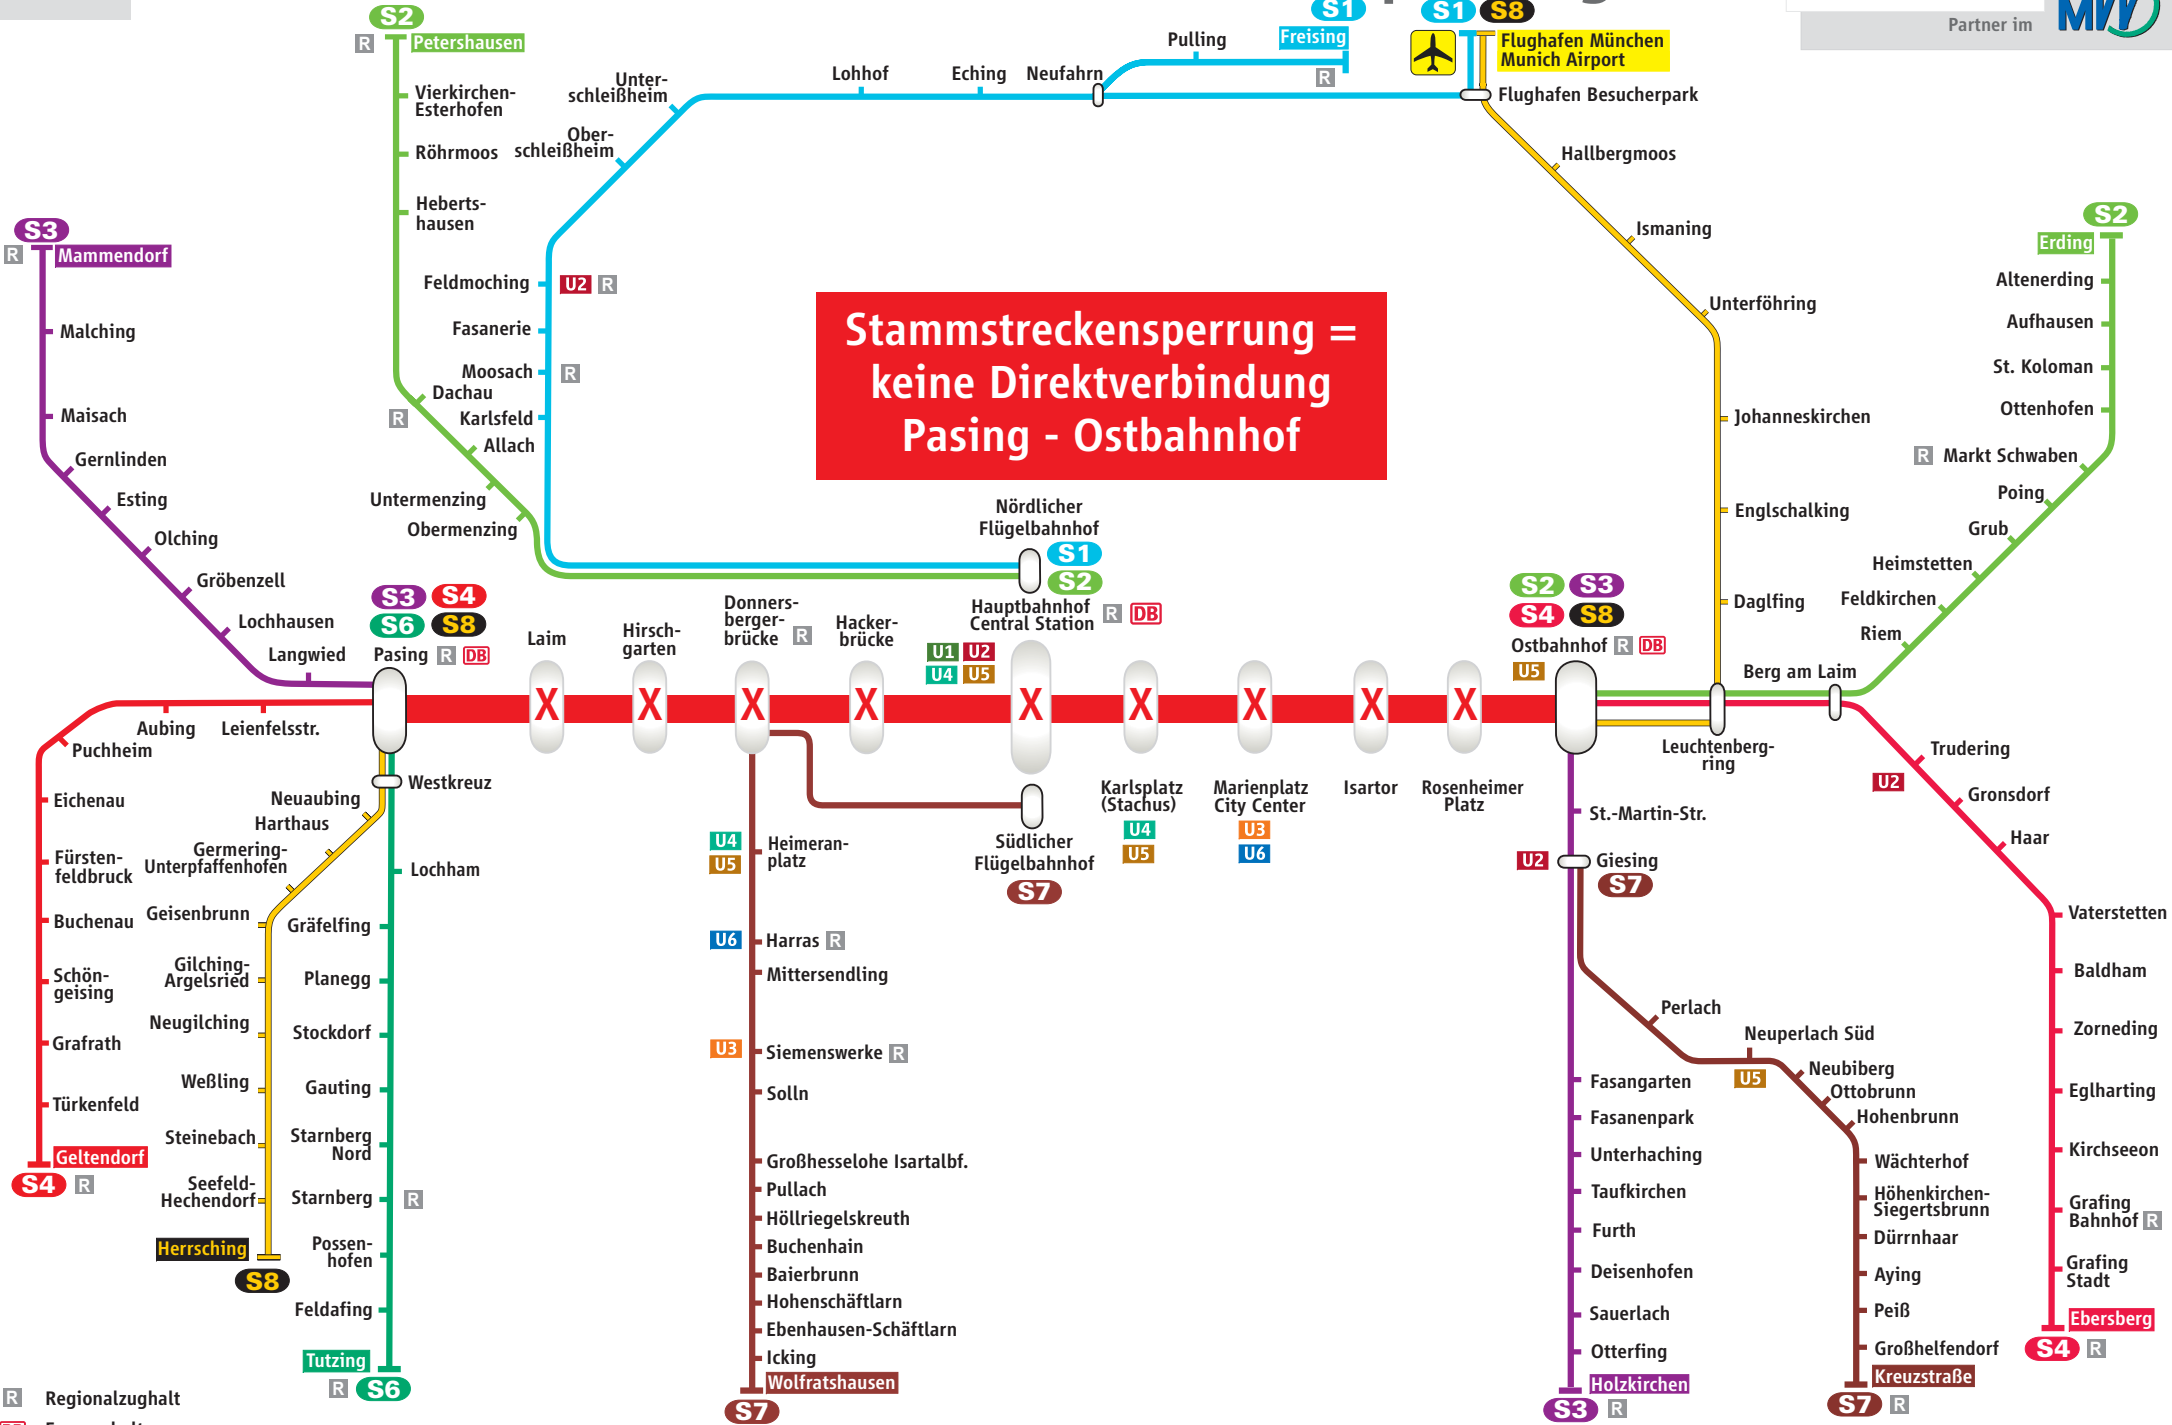 S2
R
Petershausen
Vierkirchen-
Esterhofen
Röhrmoos
Heberts-
hausen
Dachau
R
Karlsfeld
Allach
Untermenzing
Obermenzing
S1
Freising
R
Pulling
Neufahrn
Eching
Lohhof
Unter-
schleißheim
Ober-
schleißheim
Feldmoching
U2 R
Fasanerie
Moosach
R
S1 S8
Flughafen München
Munich Airport
Flughafen Besucherpark
Partner im
MVV
Hallbergmoos
Ismaning
Unterföhring
Johanneskirchen
Englschalking
Daglfing
S2
Erding
Altenerding
Aufhausen
St. Koloman
Ottenhofen
R Markt Schwaben
Poing
Grub
Heimstetten
Feldkirchen
Riem
Berg am Laim
Leuchtenberg-
ring
Stammstreckensperrung =
keine Direktverbindung
Pasing - Ostbahnhof
S3
R
Mammendorf
Malching
Maisach
Gernlinden
Esting
Olching
Gröbenzell
Lochhausen
Langwied
S3 S4
S6 S8
Pasing R DB
Laim
Hirsch-
garten
Donners-
berger-
brücke R
Hacker-
brücke
Nördlicher
Flügelbahnhof
S1
S2
Hauptbahnhof
Central Station R DB
U1 U2
U4 U5
X X X X X X X X X
Karlsplatz
(Stachus)
U4
U5
Marienplatz
City Center
U3
U6
Isartor
Rosenheimer
Platz
S2 S3
S4 S8
Ostbahnhof R DB
U5
Südlicher
Flügelbahnhof
S7
Aubing
Leienfelsstr.
Puchheim
Eichenau
Fürsten-
feldbruck
Buchenau
Schön-
geising
Grafrath
Türkenfeld
Geltendorf
S4 R
Westkreuz
Neuaubing
Harthaus
Germering-
Unterpfaffenhofen
Geisenbrunn
Gilching-
Argelsried
Neugilching
Weßling
Steinebach
Seefeld-
Hechendorf
Herrsching
S8
Lochham
Gräfelfing
Planegg
Stockdorf
Gauting
Starnberg
Nord
Starnberg
R
Possen-
hofen
Feldafing
Tutzing
R S6
U4
U5
Heimeran-
platz
U6
Harras R
Mittersendling
U3
Siemenswerke R
Solln
Großhesselohe Isartalbf.
Pullach
Höllriegelskreuth
Buchenhain
Baierbrunn
Hohenschäftlarn
Ebenhausen-Schäftlarn
Icking
Wolfratshausen
S7
St.-Martin-Str.
U2
Giesing
S7
Fasangarten
Fasanenpark
Unterhaching
Taufkirchen
Furth
Deisenhofen
Sauerlach
Otterfing
Holzkirchen
S3 R
Perlach
Neuperlach Süd
U5
Neubiberg
Ottobrunn
Hohenbrunn
Wächterhof
Höhenkirchen-
Siegertsbrunn
Dürrnhaar
Aying
Peiß
Großhelfendorf
Kreuzstraße
S7 R
Trudering
U2
Gronsdorf
Haar
Vaterstetten
Baldham
Zorneding
Eglharting
Kirchseeon
Grafing
Bahnhof R
Grafing
Stadt
Ebersberg
S4 R
R Regionalzughalt